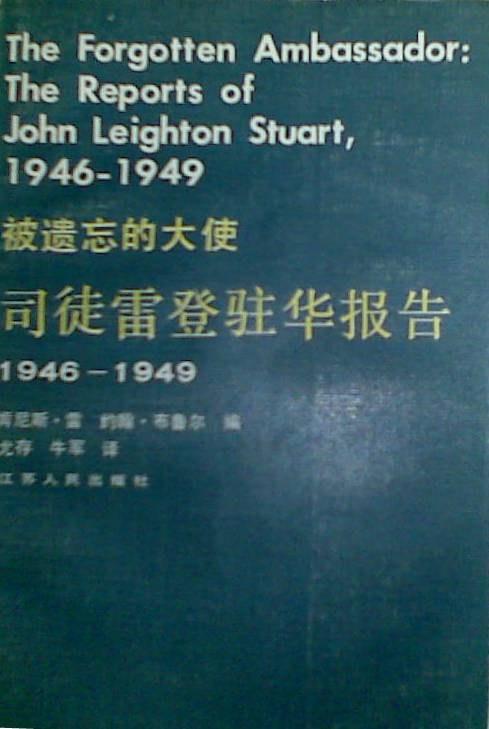 The Forgotten Ambassador:
The Reports of
John Leighton Stuart,
1946-1949
被遗忘的大使
司徒雷登驻华报告
1946-1949
肯尼斯·雷 约翰·布鲁尔 编
尤存 牛军 译
江苏人民出版社